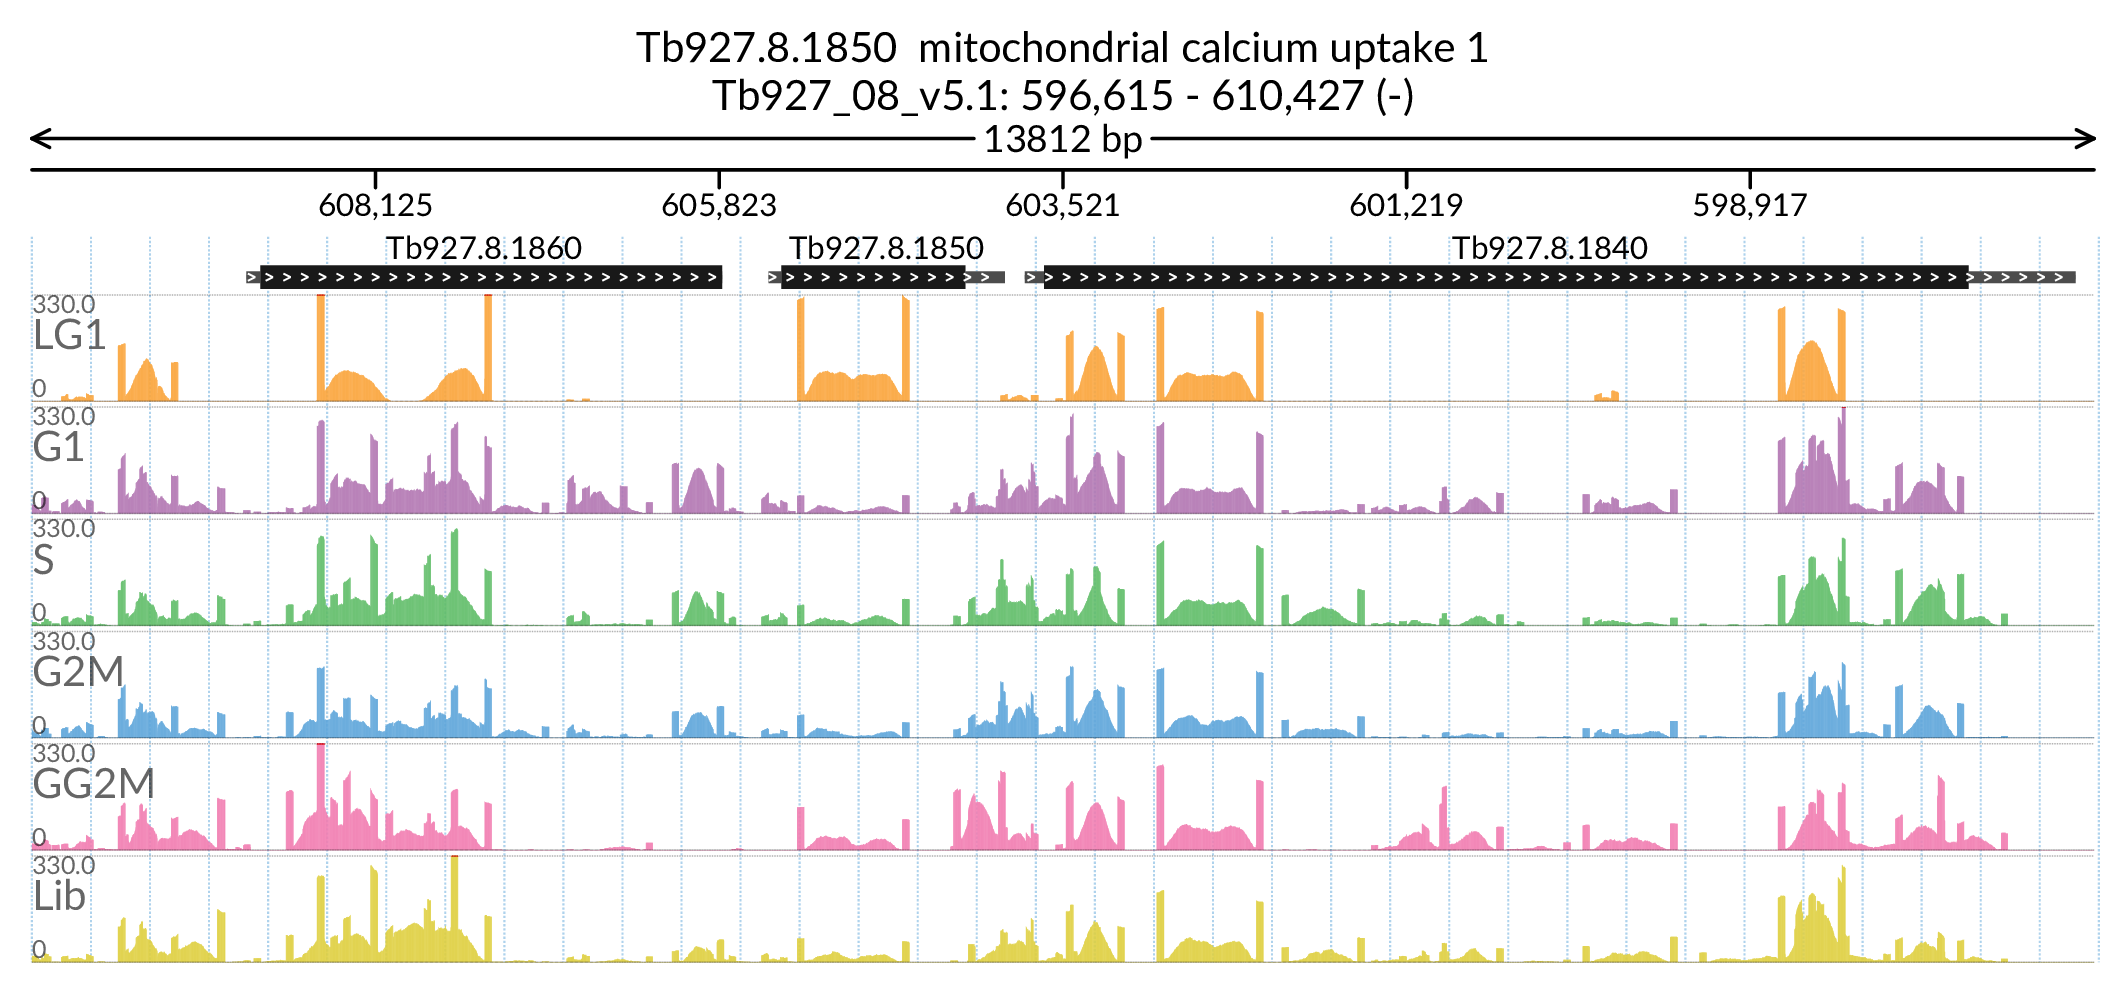 Tb927.8.1850  mitochondrial calcium uptake 1
Tb927_08_v5.1: 596,615 - 610,427 (-)
13812 bp
608,125 605,823 603,521 601,219 598,917
Tb927.8.1860 Tb927.8.1850 Tb927.8.1840
330.0
LG1
0
330.0
G1
0
330.0
S
0
330.0
G2M
0
330.0
GG2M
0
330.0
Lib
0